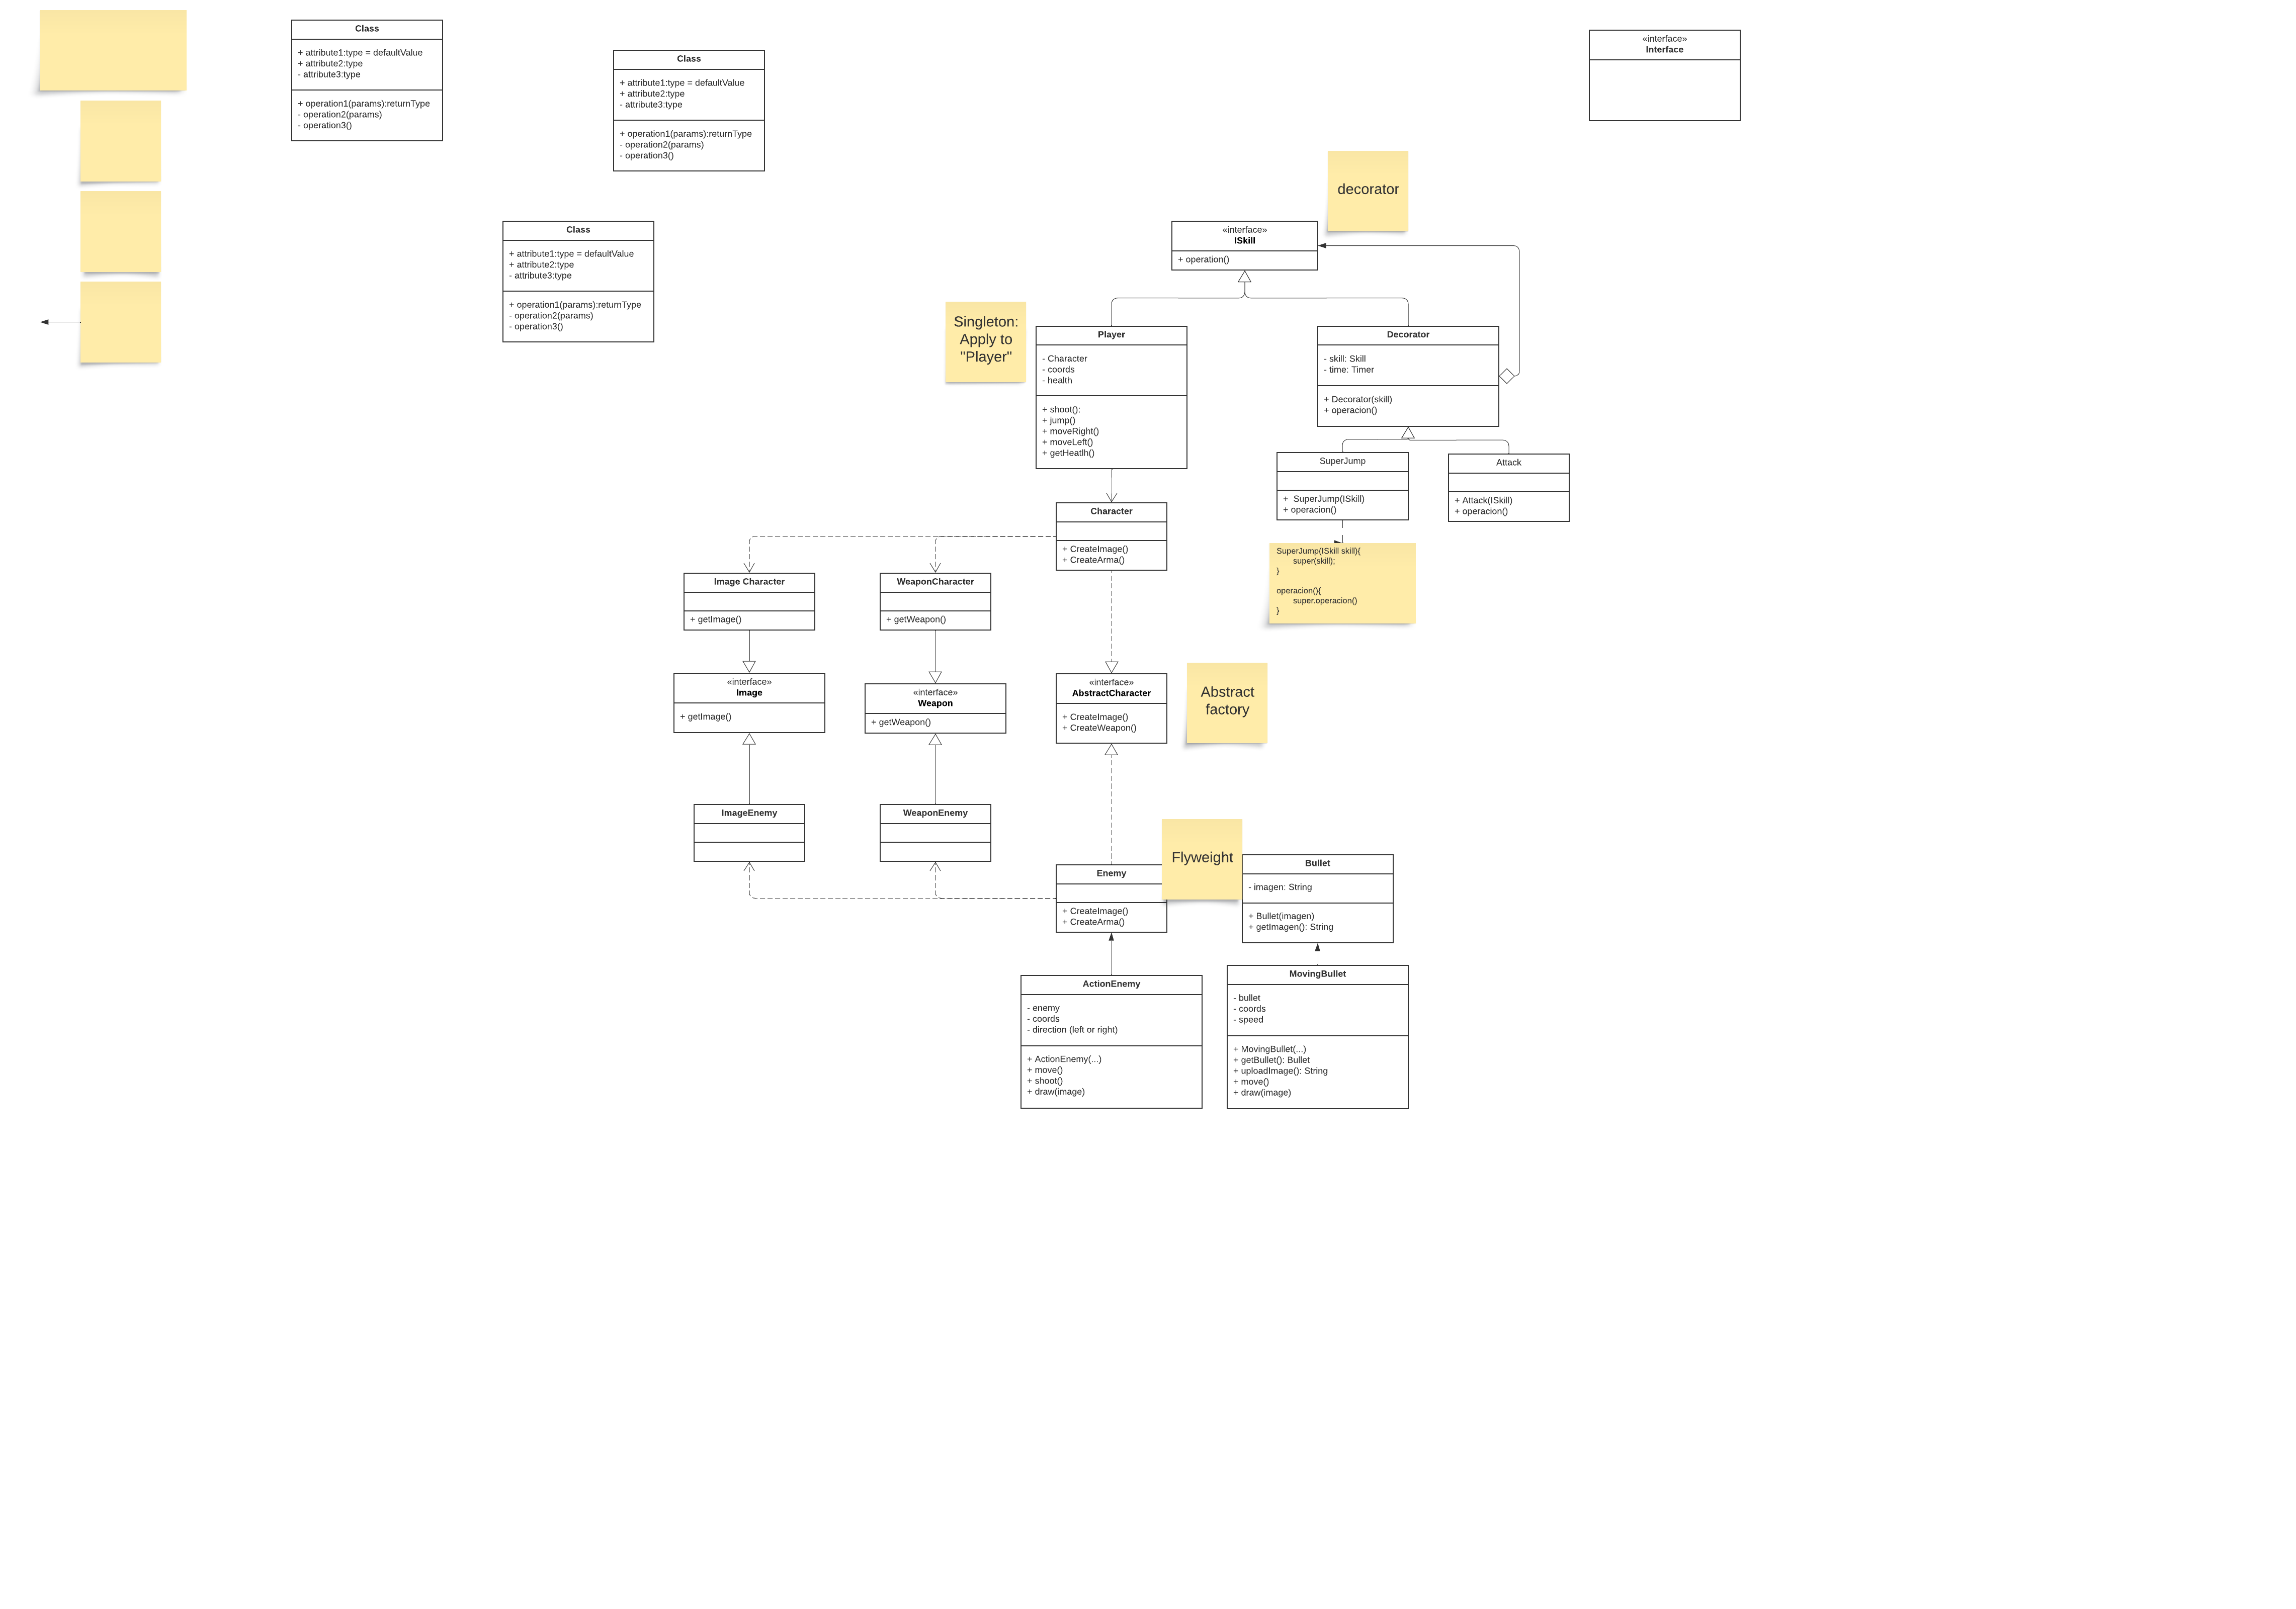 Class
+ attribute1:type = defaultValue
+ attribute2:type
- attribute3:type
+ operation1(params):returnType
- operation2(params)
- operation3()
Class
+ attribute1:type = defaultValue
+ attribute2:type
- attribute3:type
+ operation1(params):returnType
- operation2(params)
- operation3()
«interface»
Interface
Class
+ attribute1:type = defaultValue
+ attribute2:type
- attribute3:type
+ operation1(params):returnType
- operation2(params)
- operation3()
decorator
«interface»
ISkill
+ operation()
Singleton:
Apply to
"Player"
Player
- Character
- coords
- health
+ shoot():
+ jump()
+ moveRight()
+ moveLeft()
+ getHeatlh()
Decorator
- skill: Skill
- time: Timer
+ Decorator(skill)
+ operacion()
SuperJump
+  SuperJump(ISkill)
+ operacion()
Attack
+ Attack(ISkill)
+ operacion()
SuperJump(ISkill skill){
super(skill);
}
operacion(){
super.operacion()
}
Character
+ CreateImage()
+ CreateArma()
Image Character
+ getImage()
WeaponCharacter
+ getWeapon()
«interface»
Image
+ getImage()
«interface»
Weapon
+ getWeapon()
«interface»
AbstractCharacter
+ CreateImage()
+ CreateWeapon()
Abstract
factory
ImageEnemy
WeaponEnemy
Enemy
+ CreateImage()
+ CreateArma()
Flyweight
Bullet
- imagen: String
+ Bullet(imagen)
+ getImagen(): String
ActionEnemy
- enemy
- coords
- direction (left or right)
+ ActionEnemy(...)
+ move()
+ shoot()
+ draw(image)
MovingBullet
- bullet
- coords
- speed
+ MovingBullet(...)
+ getBullet(): Bullet
+ uploadImage(): String
+ move()
+ draw(image)